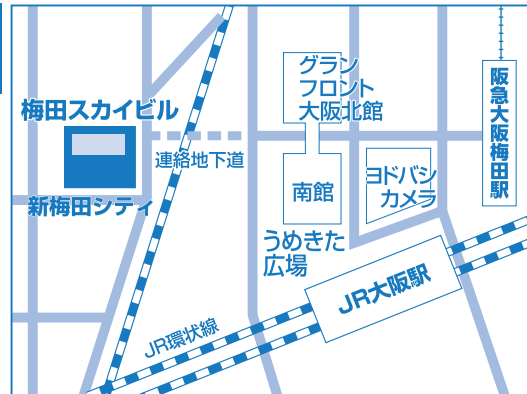 グラン
フロント
大阪北館
阪急大阪梅田駅
梅田スカイビル
連絡地下道
ヨドバシ
カメラ
南館
新梅田シティ
うめきた
広場
JR大阪駅
JR環状線